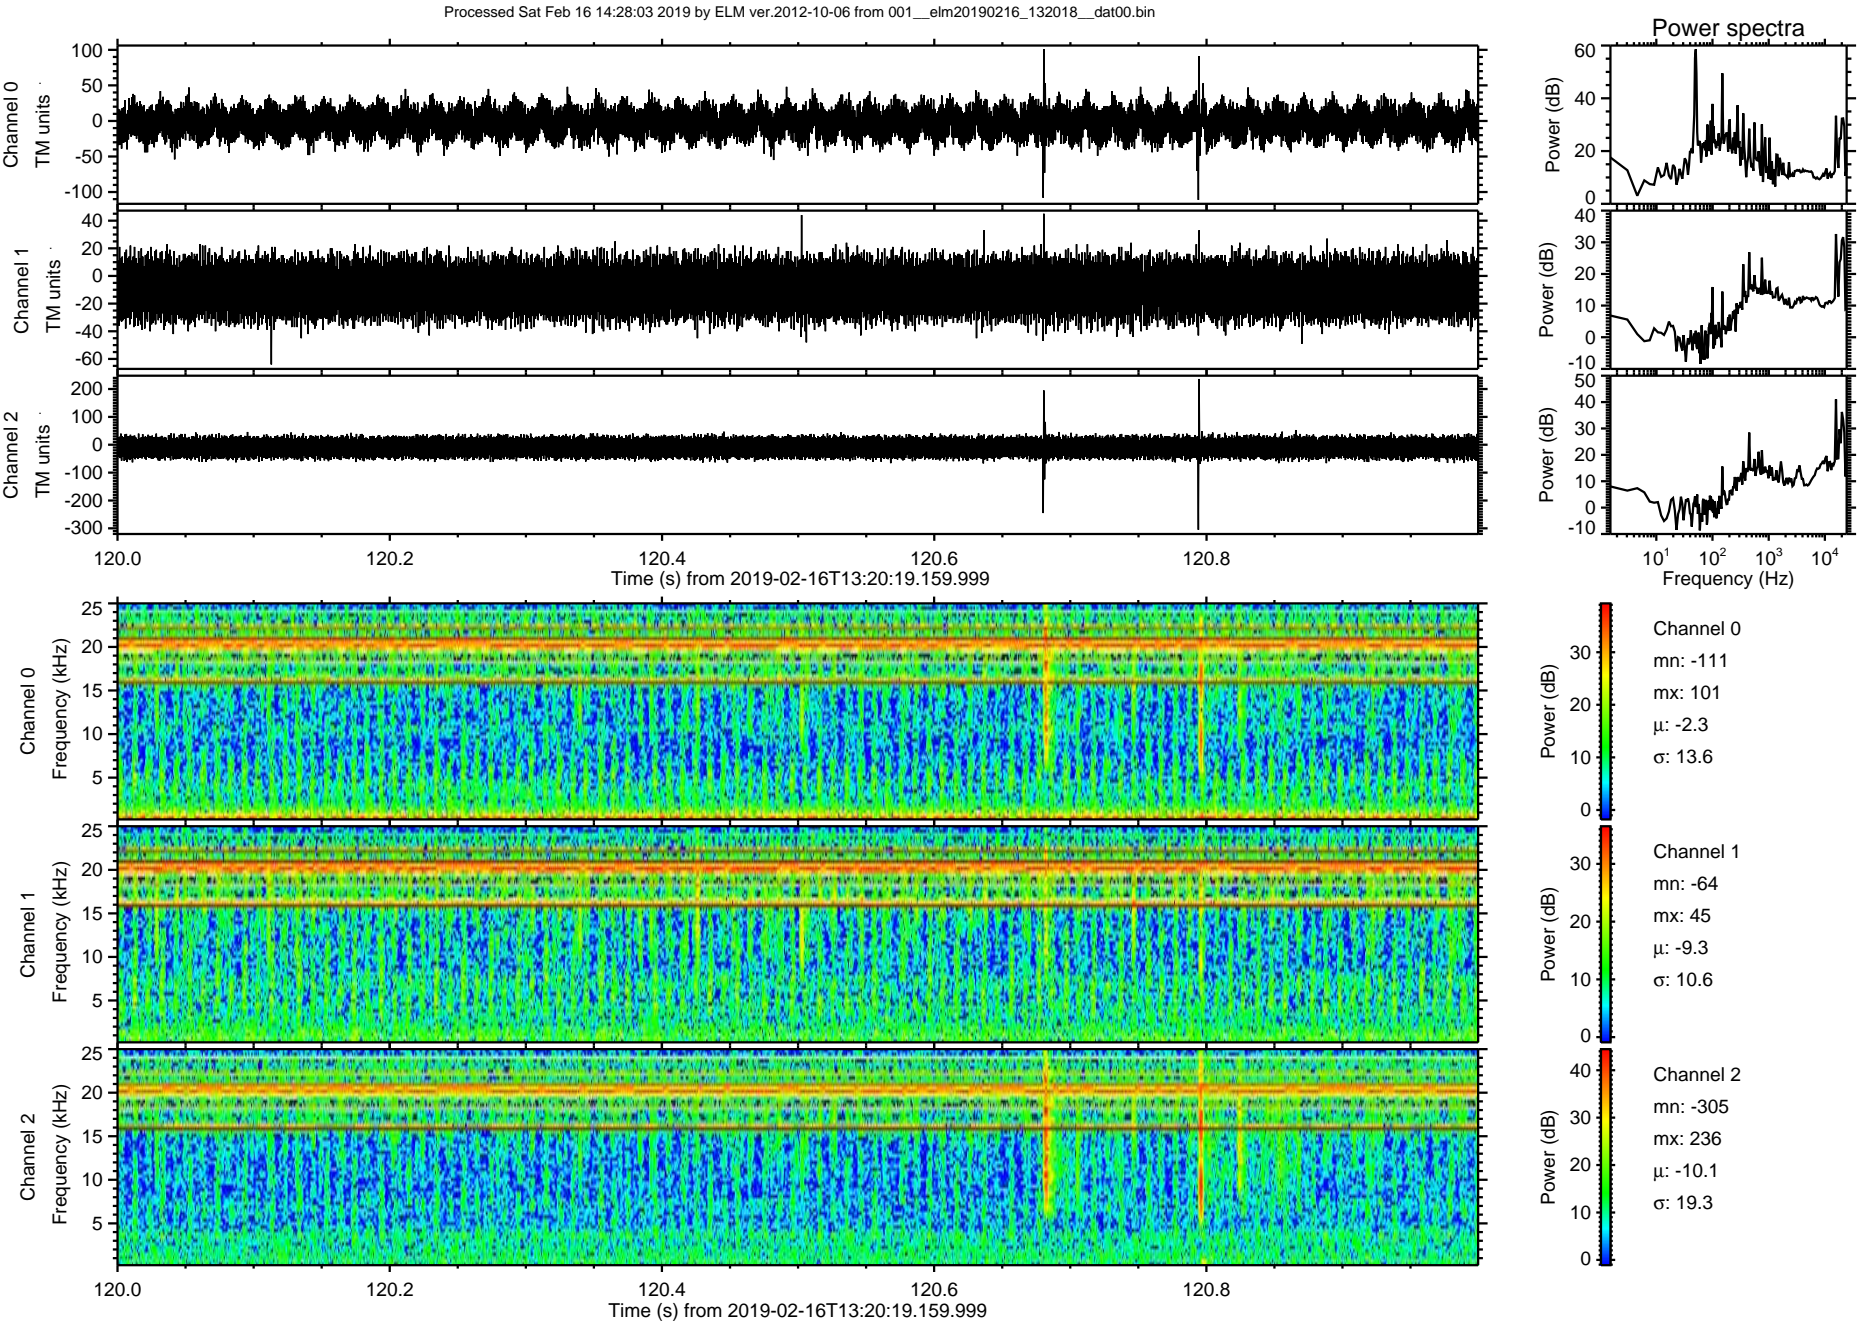 Processed Sat Feb 16 14:28:03 2019 by ELM ver.2012-10-06 from 001__elm20190216_132018__dat00.bin
Power spectra
Channel 0
TM units
100
50
0
-50
-100
Power (dB)
60
40
20
0
Channel 1
TM units
40
20
0
-20
-40
-60
Power (dB)
40
30
20
10
0
-10
Channel 2
TM units
200
100
0
-100
-200
-300
Power (dB)
50
40
30
20
10
0
-10
120.0 120.2 120.4 120.6 120.8
Time (s) from 2019-02-16T13:20:19.159.999
10¹ 10² 10³ 10⁴
Frequency (Hz)
Channel 0
Frequency (kHz)
25
20
15
10
5
Power (dB)
30
20
10
0
Channel 0
mn: -111
mx: 101
μ: -2.3
σ: 13.6
Channel 1
Frequency (kHz)
25
20
15
10
5
Power (dB)
30
20
10
0
Channel 1
mn: -64
mx: 45
μ: -9.3
σ: 10.6
Channel 2
Frequency (kHz)
25
20
15
10
5
Power (dB)
40
30
20
10
0
Channel 2
mn: -305
mx: 236
μ: -10.1
σ: 19.3
120.0 120.2 120.4 120.6 120.8
Time (s) from 2019-02-16T13:20:19.159.999